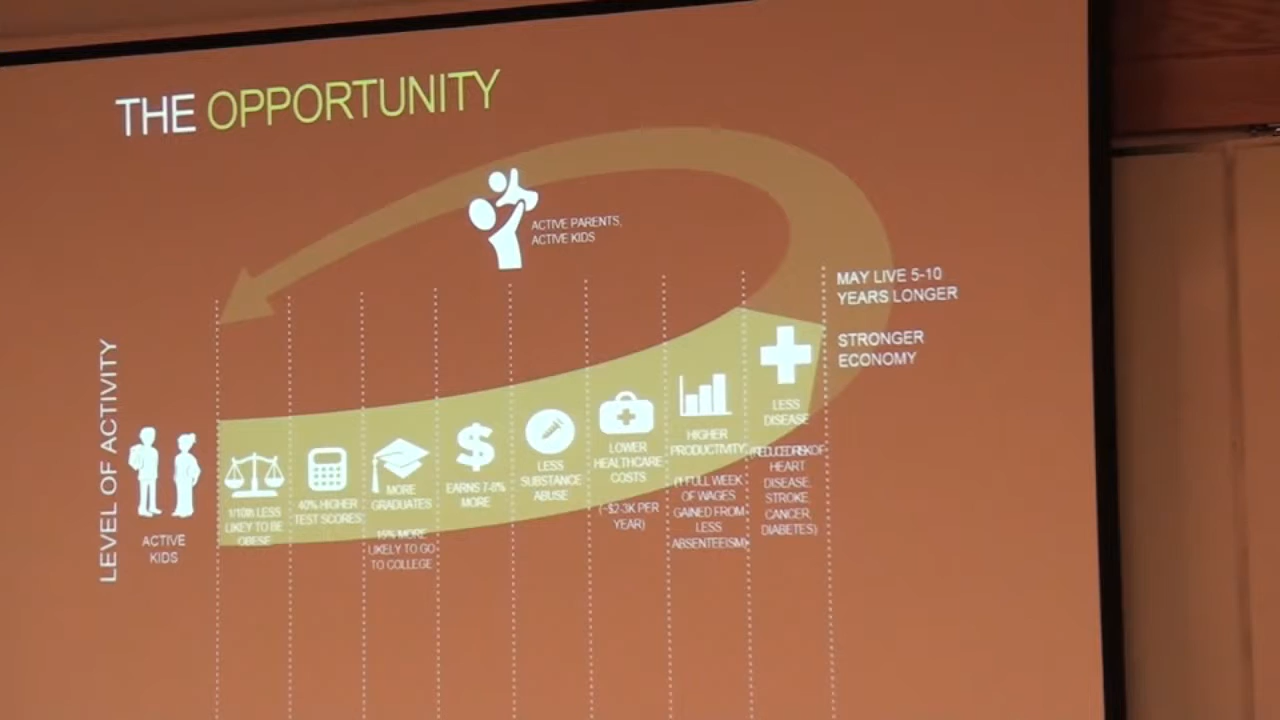 THE OPPORTUNITY
ACTIVE PARENTS,
ACTIVE KIDS
MAY LIVE 5-10
YEARS LONGER
STRONGER
ECONOMY
LEVEL OF ACTIVITY
ACTIVE
KIDS
1/10th LESS
LIKELY TO BE
OBESE
40% HIGHER
TEST SCORES
MORE
GRADUATES
15% MORE
LIKELY TO GO
TO COLLEGE
EARNS 7-8%
MORE
LESS
SUBSTANCE
ABUSE
LOWER
HEALTHCARE
COSTS
(~$2-3K PER
YEAR)
HIGHER
PRODUCTIVITY
(1 FULL WEEK
OF WAGES
GAINED FROM
LESS
ABSENTEEISM)
LESS
DISEASE
(REDUCED RISK OF
HEART
DISEASE,
STROKE,
CANCER,
DIABETES)